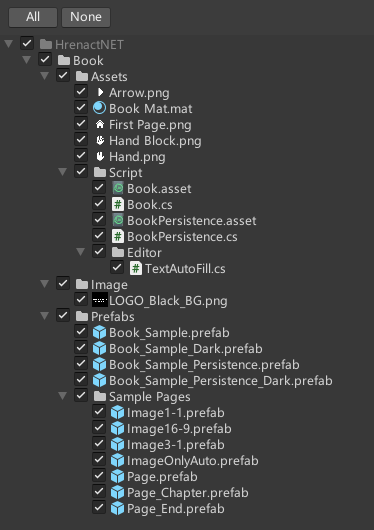 All None
HrenactNET
Book
Assets
Arrow.png
Book Mat.mat
First Page.png
Hand Block.png
Hand.png
Script
Book.asset
Book.cs
BookPersistence.asset
BookPersistence.cs
Editor
TextAutoFill.cs
Image
LOGO_Black_BG.png
Prefabs
Book_Sample.prefab
Book_Sample_Dark.prefab
Book_Sample_Persistence.prefab
Book_Sample_Persistence_Dark.prefab
Sample Pages
Image1-1.prefab
Image16-9.prefab
Image3-1.prefab
ImageOnlyAuto.prefab
Page.prefab
Page_Chapter.prefab
Page_End.prefab